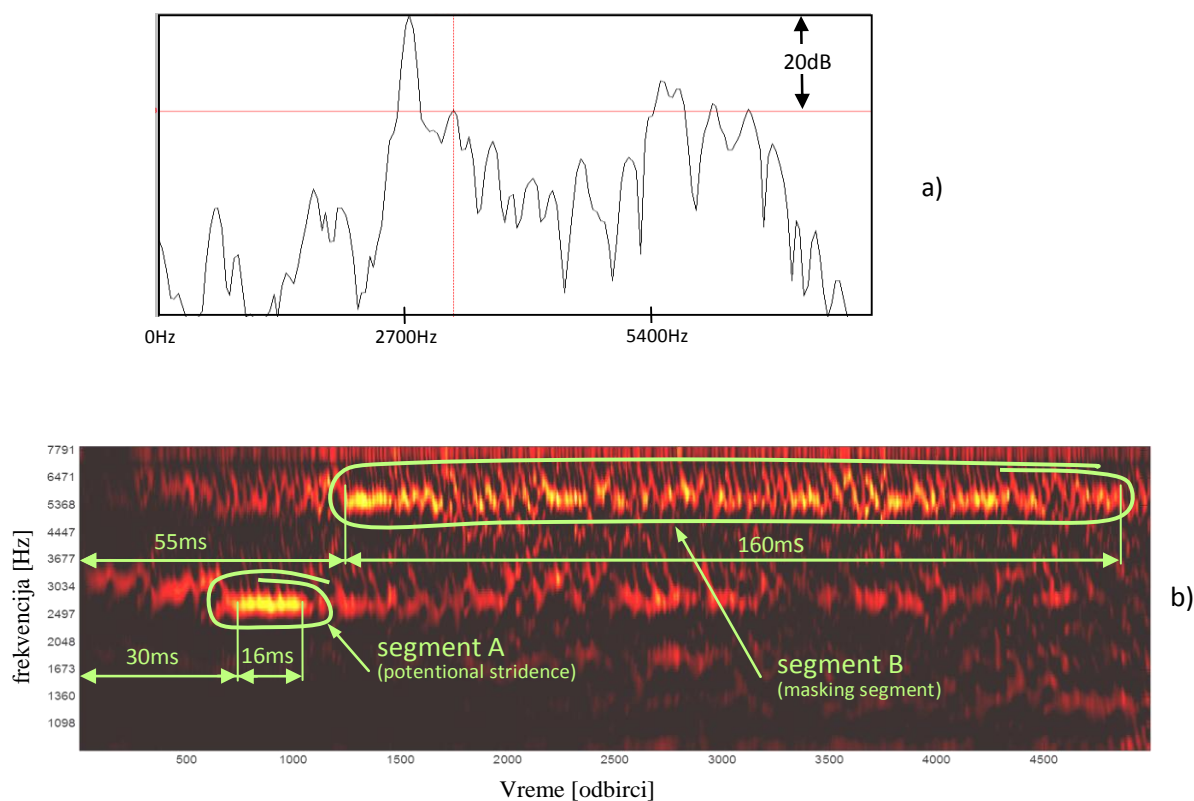 20dB
a)
0Hz
2700Hz
5400Hz
7791
6471
5368
4447
3677
3034
2497
2048
1673
1360
1098
frekvencija [Hz]
55ms
160mS
b)
30ms
16ms
segment A
(potentional stridence)
segment B
(masking segment)
500
1000
1500
2000
2500
3000
3500
4000
4500
Vreme [odbirci]